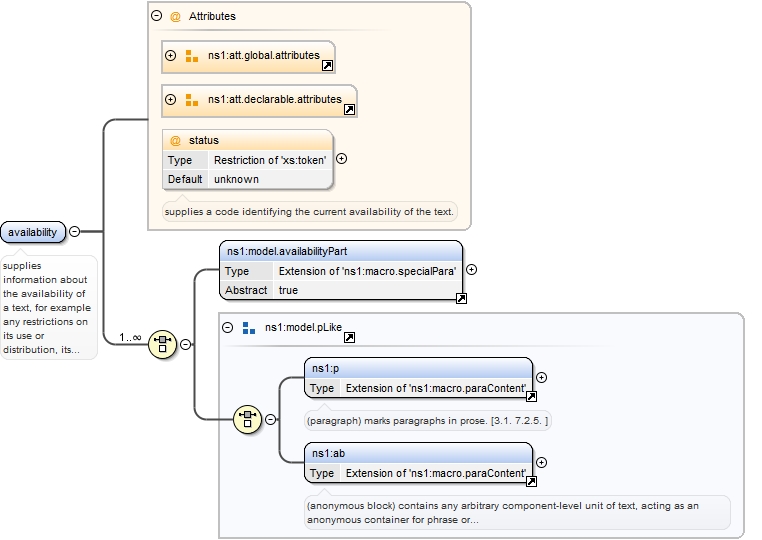 @ Attributes
ns1:att.global.attributes
ns1:att.declarable.attributes
@ status
Type Restriction of 'xs:token'
Default unknown
supplies a code identifying the current availability of the text.
availability
supplies
information about
the availability of
a text, for example
any restrictions on
its use or
distribution, its...
1..∞
ns1:model.availabilityPart
Type Extension of 'ns1:macro.specialPara'
Abstract true
ns1:model.pLike
ns1:p
Type Extension of 'ns1:macro.paraContent'
(paragraph) marks paragraphs in prose. [3.1. 7.2.5. ]
ns1:ab
Type Extension of 'ns1:macro.paraContent'
(anonymous block) contains any arbitrary component-level unit of text, acting as an
anonymous container for phrase or...